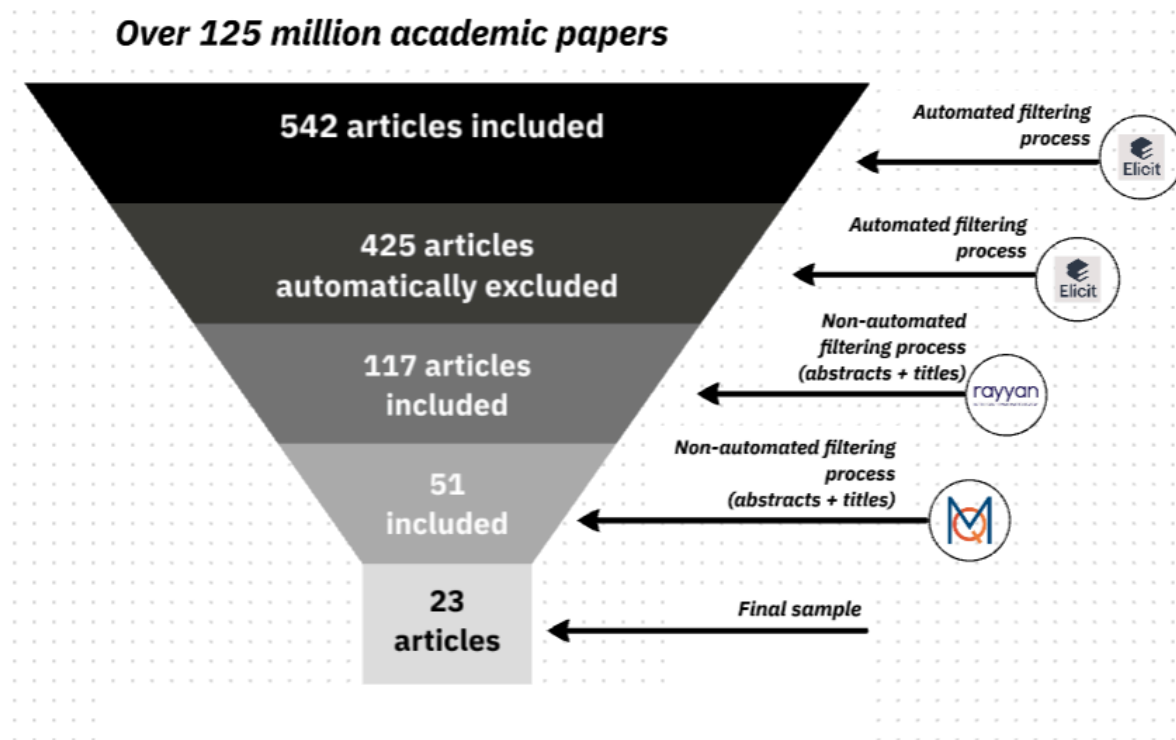 Over 125 million academic papers
542 articles included
Automated filtering
process
Elicit
425 articles
automatically excluded
Automated filtering
process
Elicit
117 articles
included
Non-automated
filtering process
(abstracts + titles)
rayyan
51
included
Non-automated filtering
process
(abstracts + titles)
MQ
23
articles
Final sample